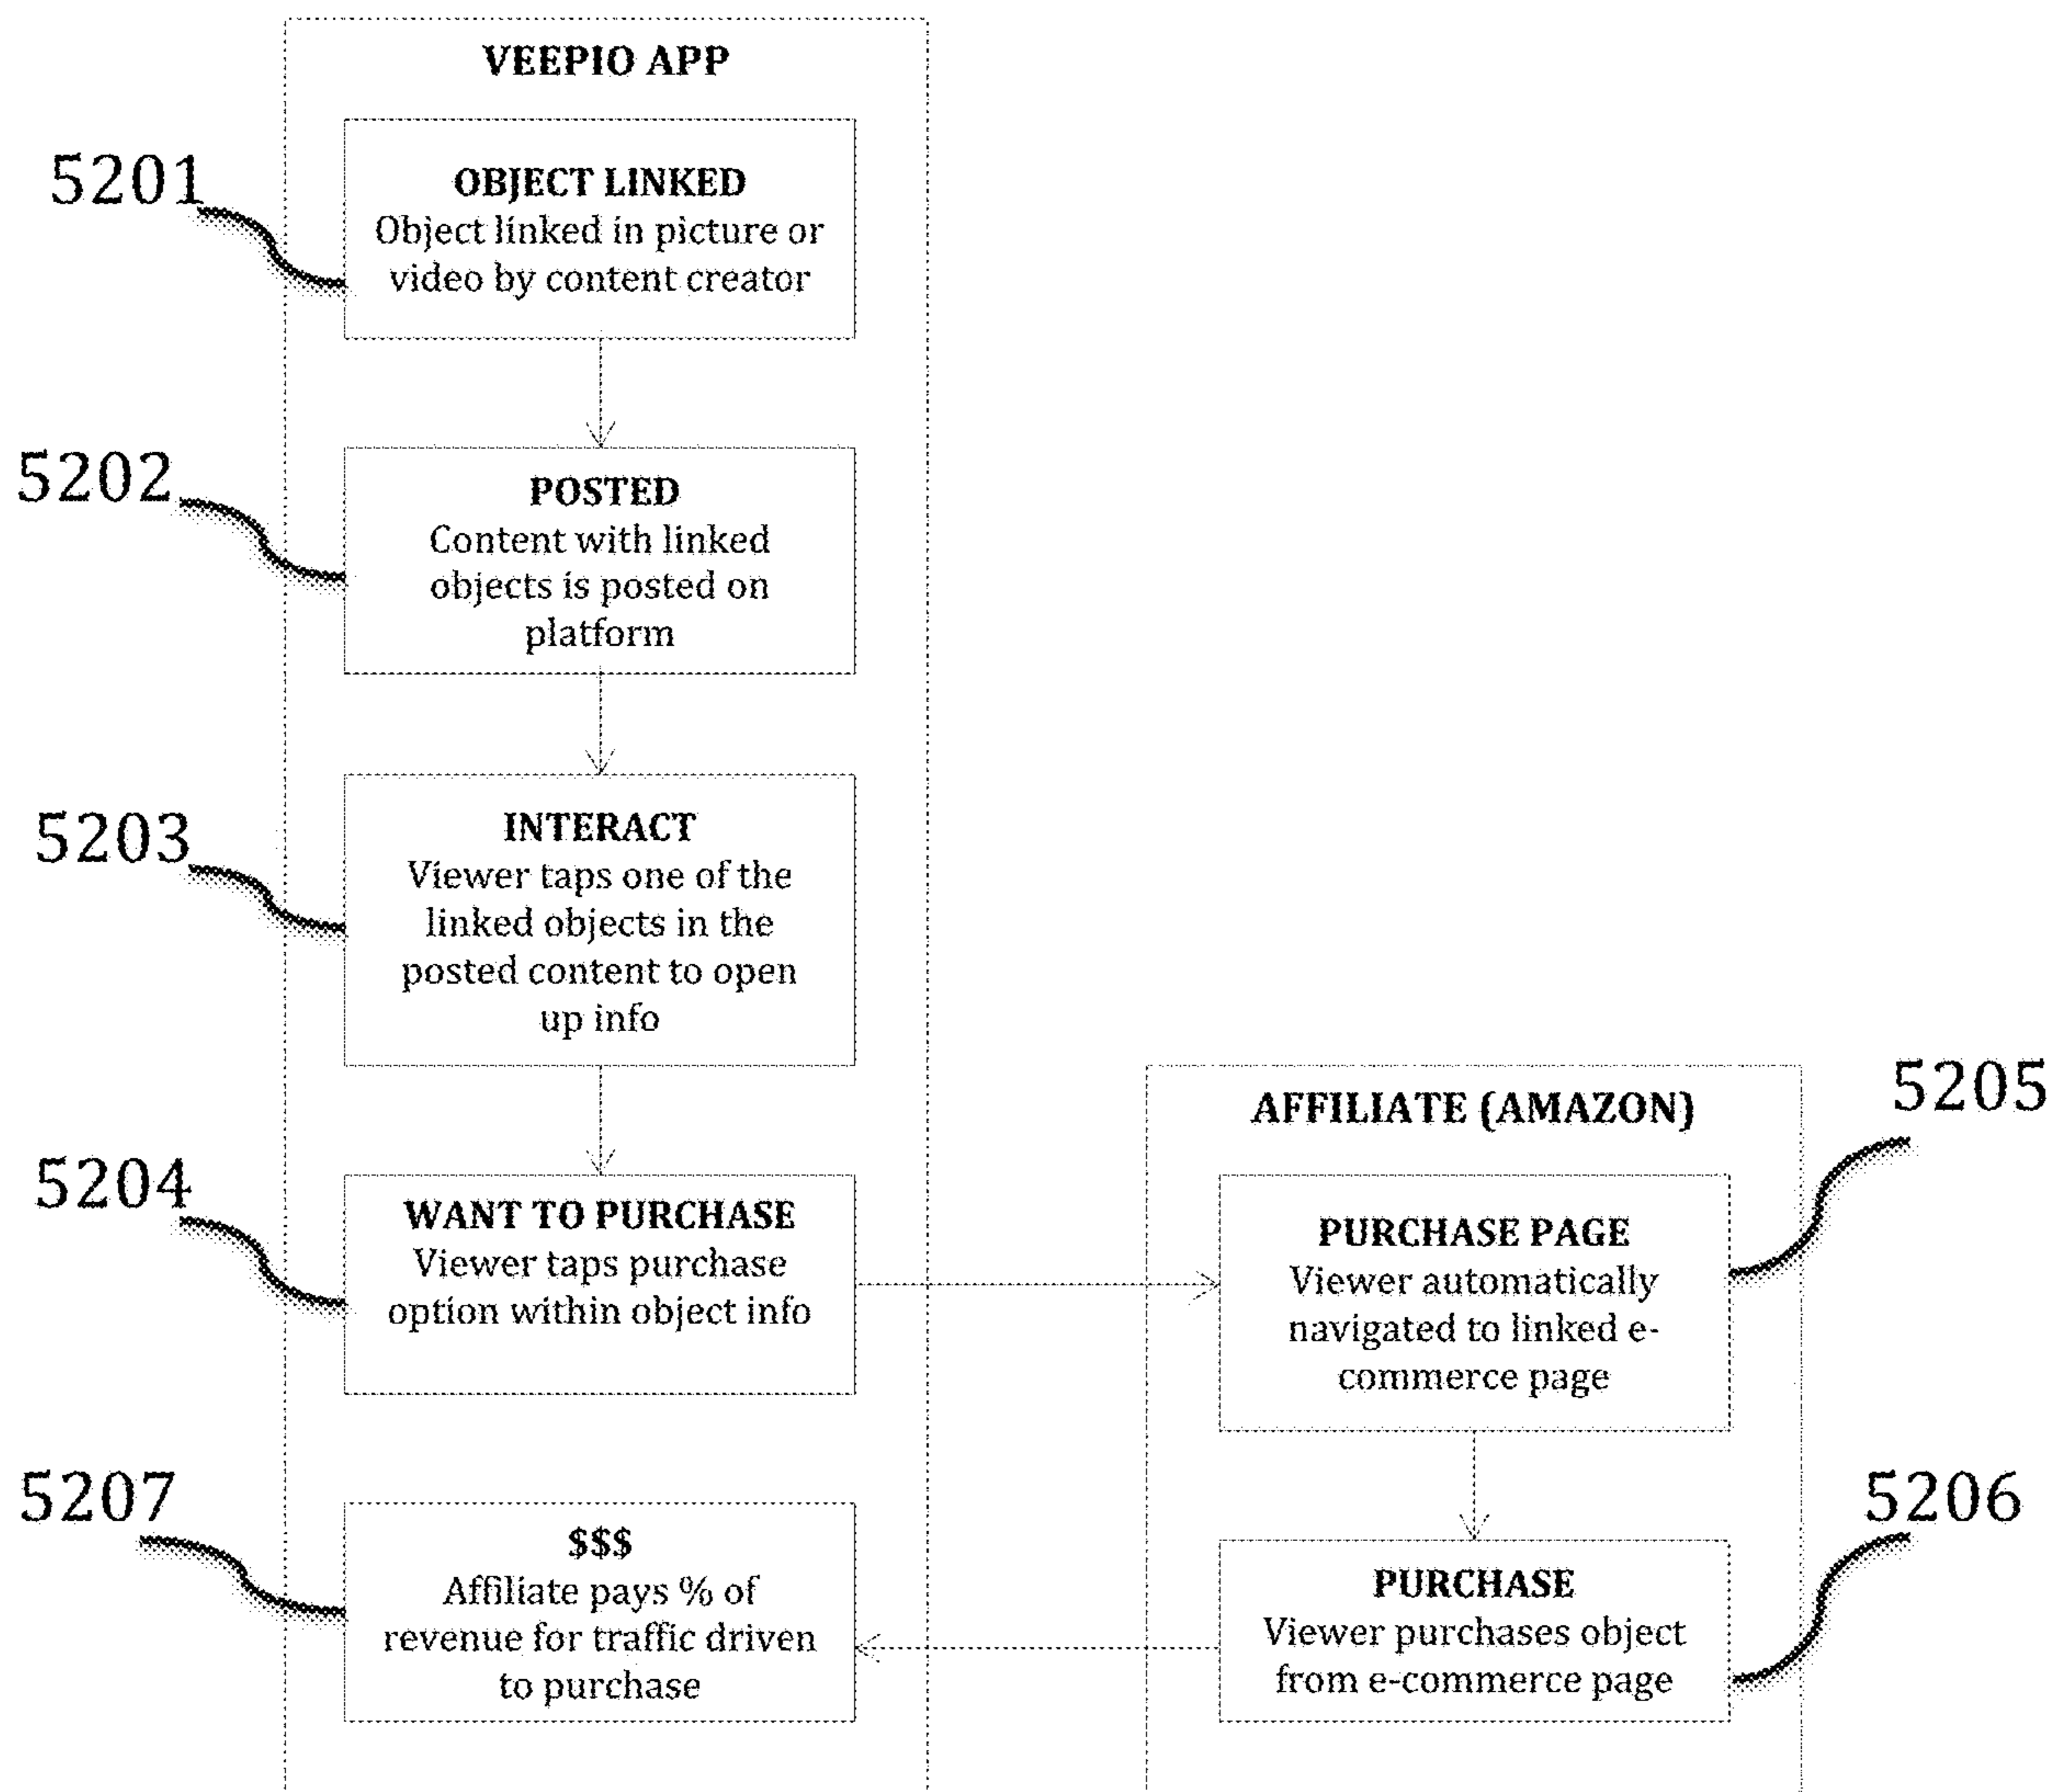 VEEPIO APP
5201
OBJECT LINKED
Object linked in picture or
video by content creator
5202
POSTED
Content with linked
objects is posted on
platform
5203
INTERACT
Viewer taps one of the
linked objects in the
posted content to open
up info
5204
WANT TO PURCHASE
Viewer taps purchase
option within object info
AFFILIATE (AMAZON)
5205
PURCHASE PAGE
Viewer automatically
navigated to linked e-
commerce page
5206
PURCHASE
Viewer purchases object
from e-commerce page
5207
$$$
Affiliate pays % of
revenue for traffic driven
to purchase